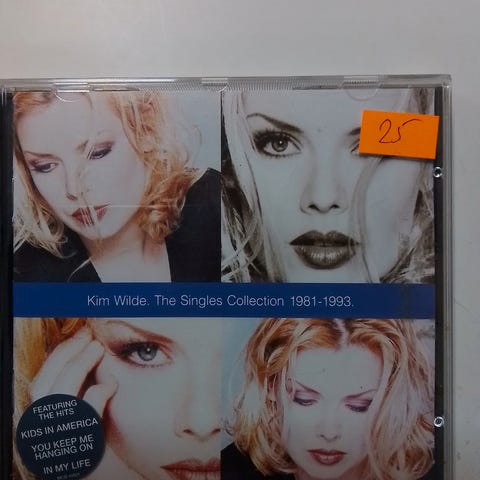 25
Kim Wilde. The Singles Collection 1981-1993.
FEATURING
THE HITS
KIDS IN AMERICA
YOU KEEP ME
HANGING ON
IN MY LIFE